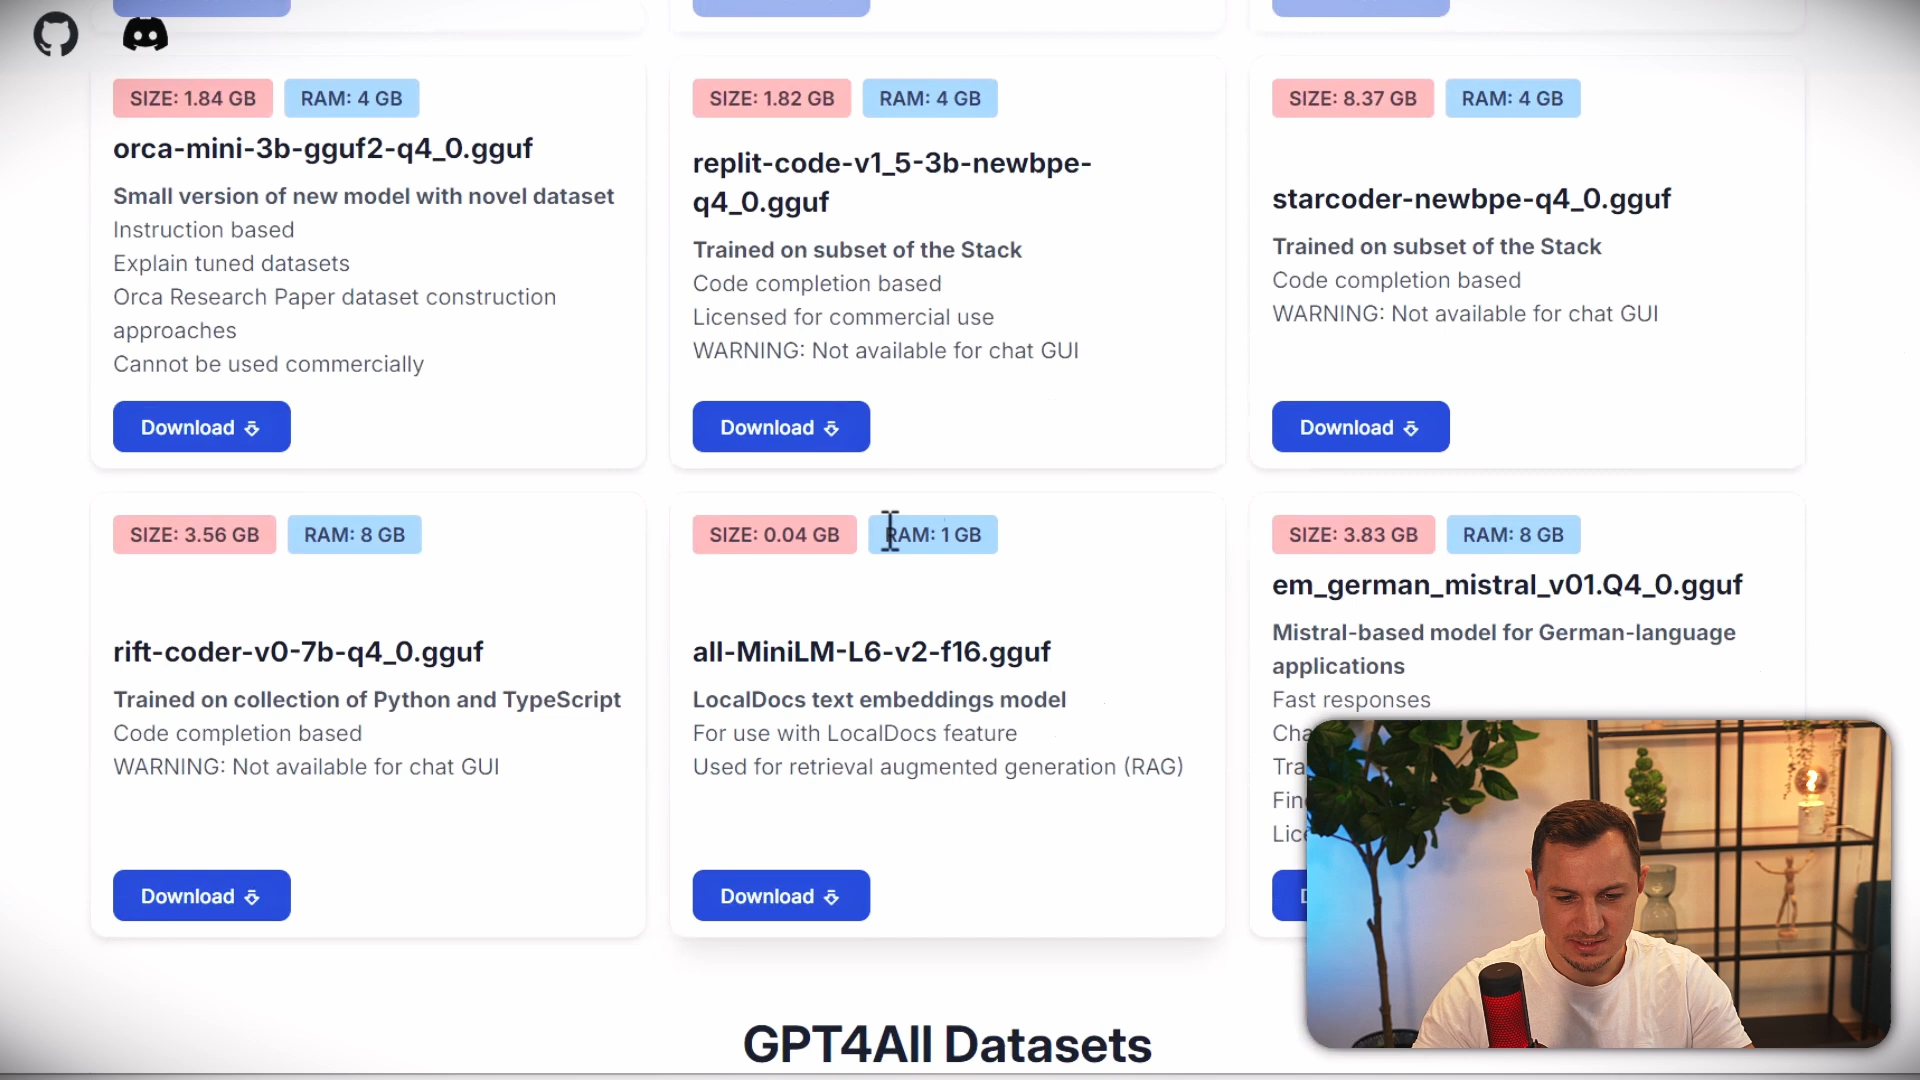 SIZE: 1.84 GB
RAM: 4 GB
orca-mini-3b-gguf2-q4_0.gguf
Small version of new model with novel dataset
Instruction based
Explain tuned datasets
Orca Research Paper dataset construction
approaches
Cannot be used commercially
Download
SIZE: 1.82 GB
RAM: 4 GB
replit-code-v1_5-3b-newbpe-
q4_0.gguf
Trained on subset of the Stack
Code completion based
Licensed for commercial use
WARNING: Not available for chat GUI
Download
SIZE: 8.37 GB
RAM: 4 GB
starcoder-newbpe-q4_0.gguf
Trained on subset of the Stack
Code completion based
WARNING: Not available for chat GUI
Download
SIZE: 3.56 GB
RAM: 8 GB
rift-coder-v0-7b-q4_0.gguf
Trained on collection of Python and TypeScript
Code completion based
WARNING: Not available for chat GUI
Download
SIZE: 0.04 GB
RAM: 1 GB
all-MiniLM-L6-v2-f16.gguf
LocalDocs text embeddings model
For use with LocalDocs feature
Used for retrieval augmented generation (RAG)
Download
SIZE: 3.83 GB
RAM: 8 GB
em_german_mistral_v01.Q4_0.gguf
Mistral-based model for German-language
applications
Fast responses
GPT4All Datasets